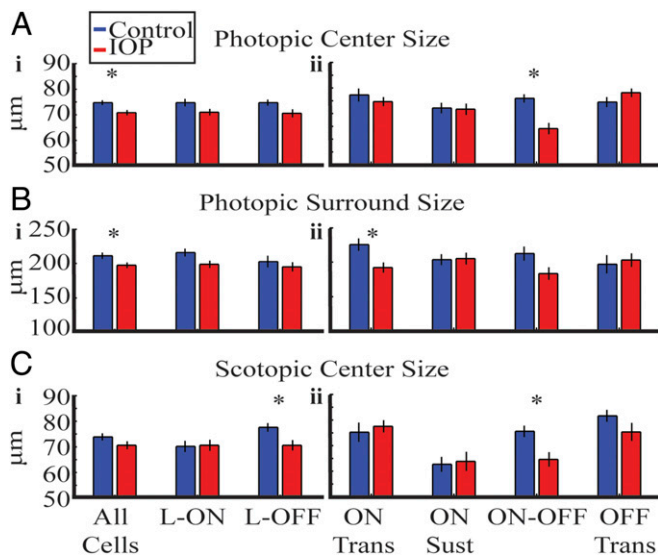 A
Control
IOP
Photopic Center Size
i
*
ii
*
µm
90
80
70
60
50
B
Photopic Surround Size
i
*
ii
*
µm
250
200
150
100
C
Scotopic Center Size
i
*
ii
*
µm
90
80
70
60
50
All Cells
L-ON
L-OFF
ON Trans
ON Sust
ON-OFF
OFF Trans